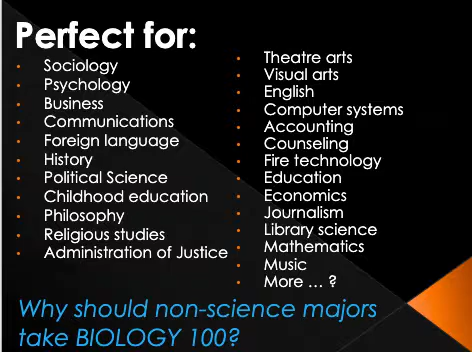 Perfect for:
Sociology
Psychology
Business
Communications
Foreign language
History
Political Science
Childhood education
Philosophy
Religious studies
Administration of Justice
Theatre arts
Visual arts
English
Computer systems
Accounting
Counseling
Fire technology
Education
Economics
Journalism
Library science
Mathematics
Music
More … ?
Why should non-science majors
take BIOLOGY 100?